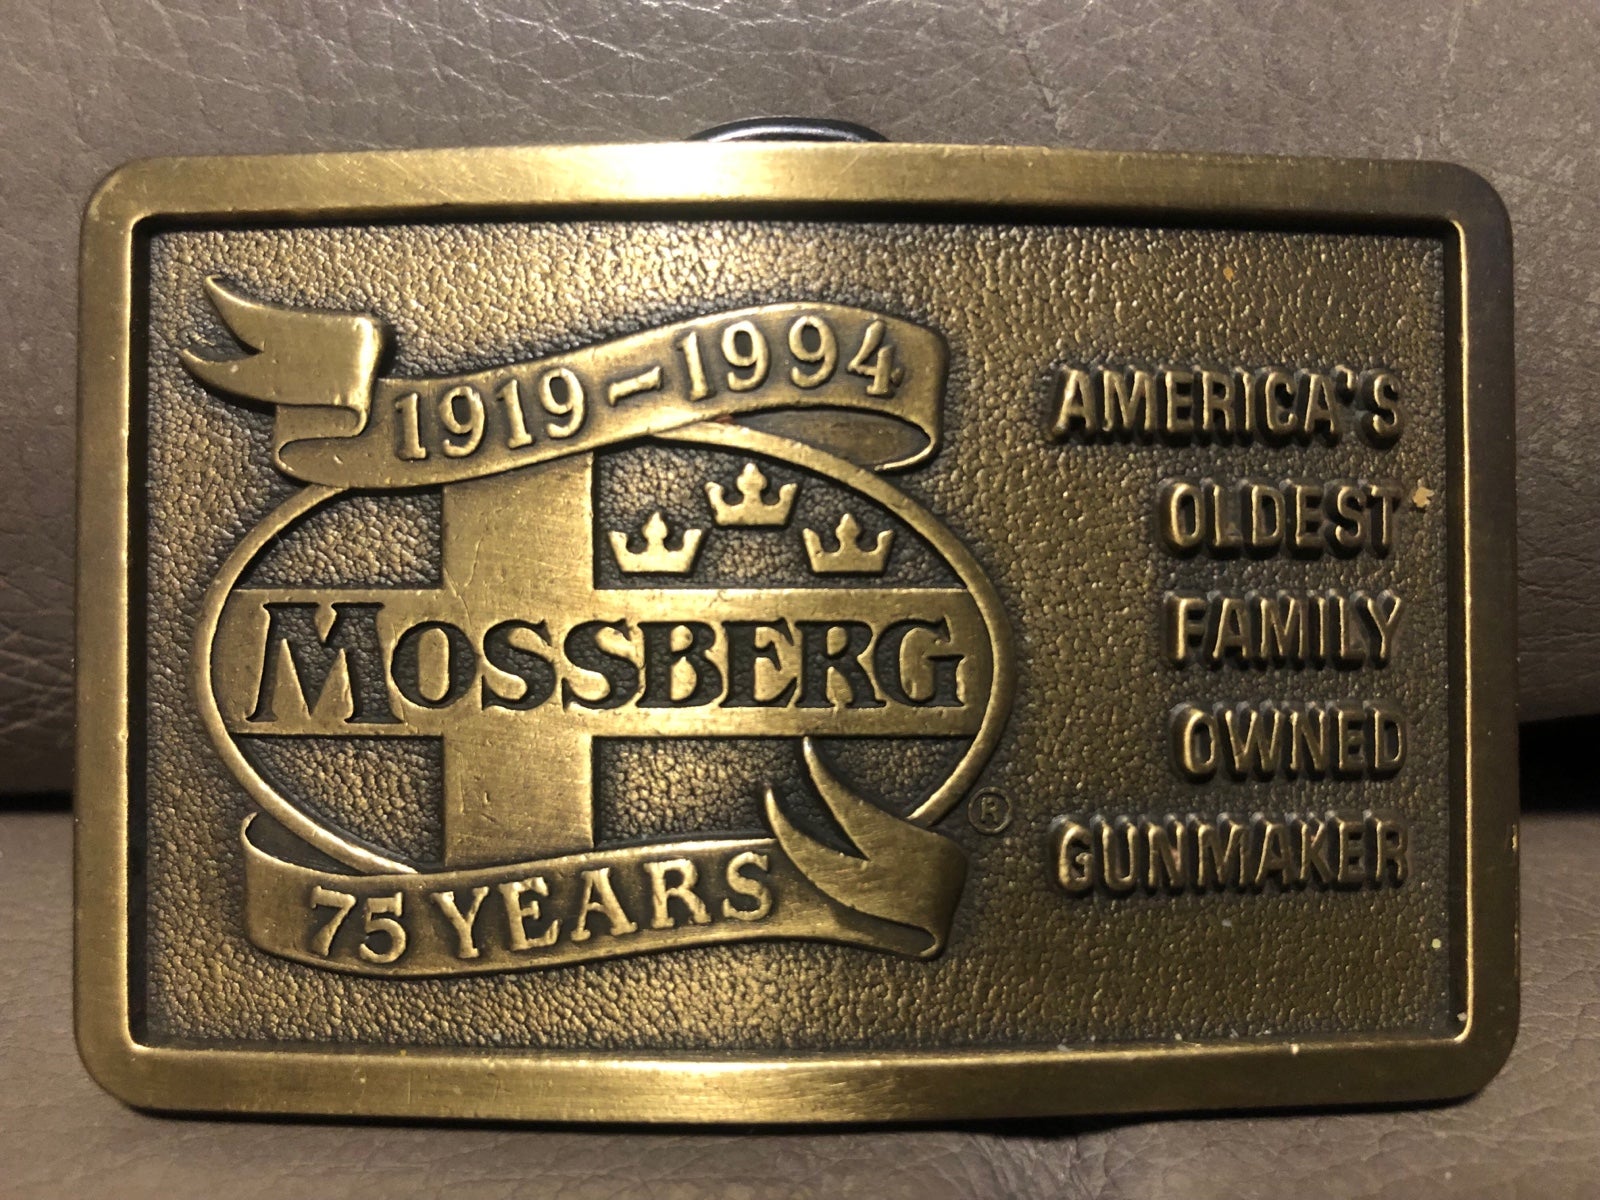 1919-1994
MOSSBERG
®
75 YEARS
AMERICA'S
OLDEST
FAMILY
OWNED
GUNMAKER